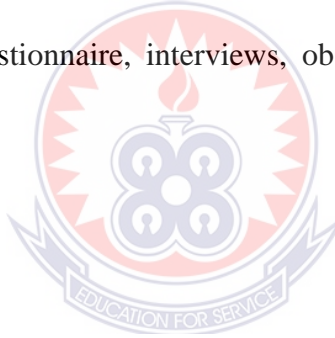 stionnaire, interviews, ob
EDUCATION FOR SERVICE